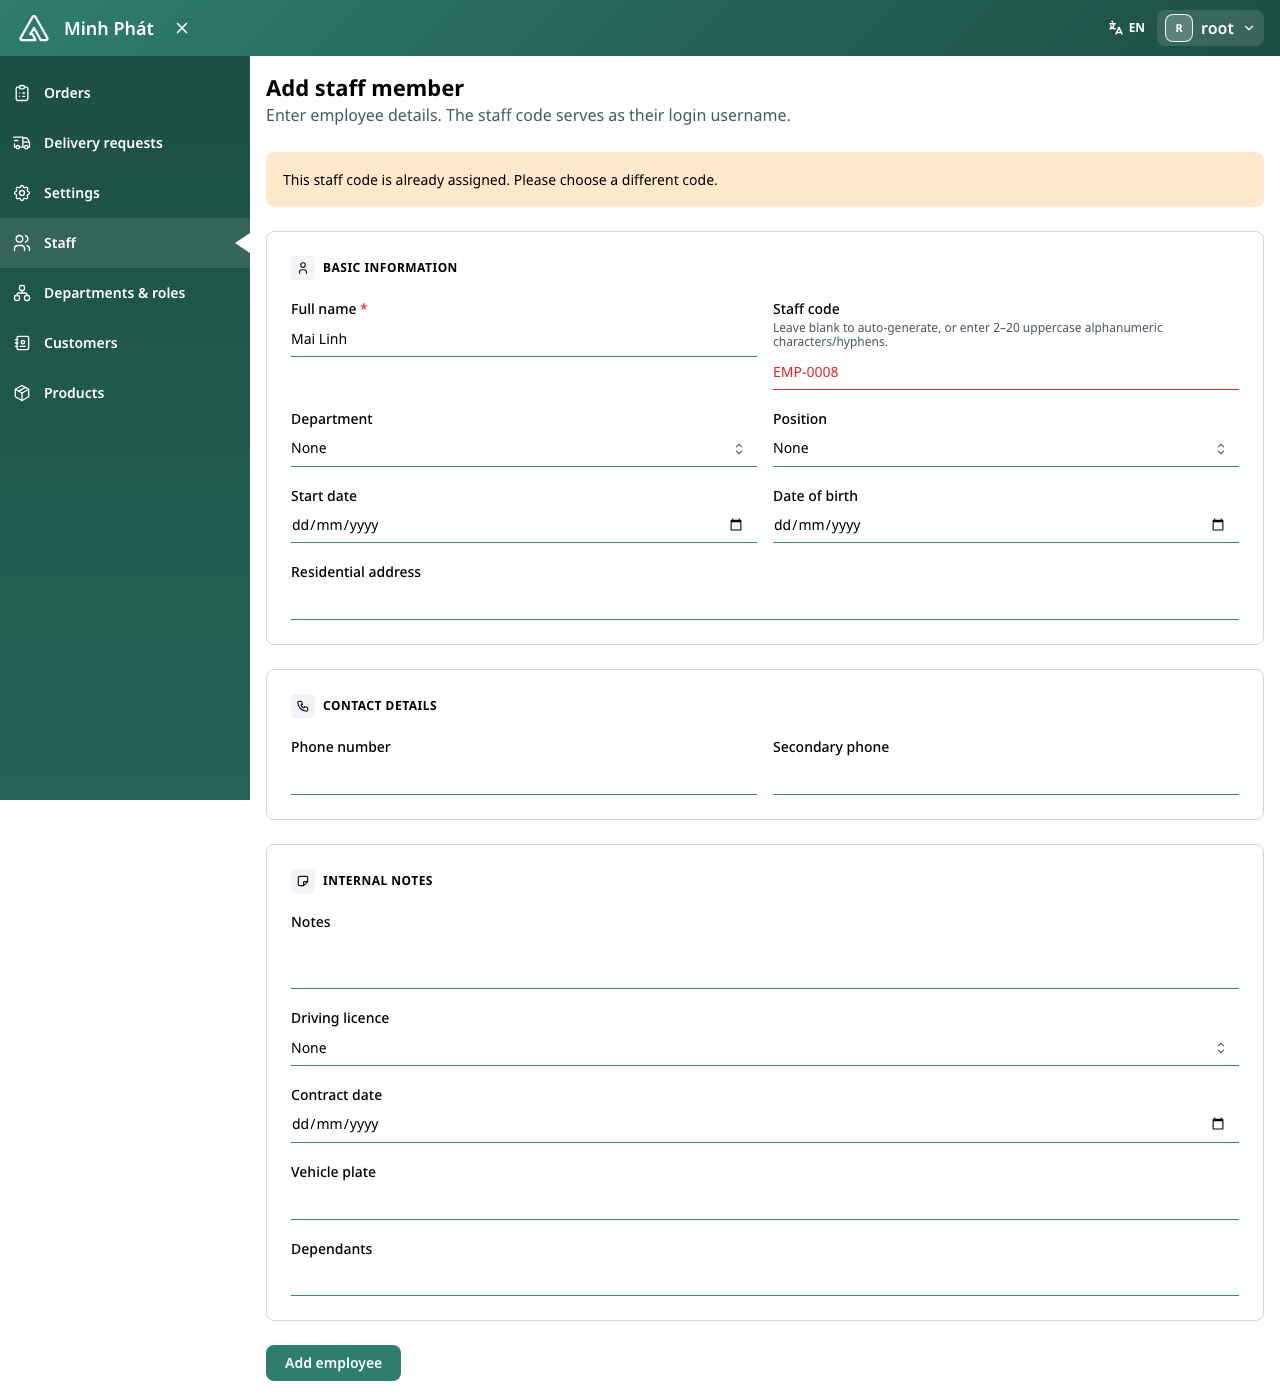 Minh Phát
EN
R
root
Orders
Delivery requests
Settings
Staff
Departments & roles
Customers
Products
Add staff member
Enter employee details. The staff code serves as their login username.
This staff code is already assigned. Please choose a different code.
BASIC INFORMATION
Full name *
Mai Linh
Staff code
Leave blank to auto-generate, or enter 2–20 uppercase alphanumeric
characters/hyphens.
EMP-0008
Department
None
Position
None
Start date
dd/mm/yyyy
Date of birth
dd/mm/yyyy
Residential address
CONTACT DETAILS
Phone number
Secondary phone
INTERNAL NOTES
Notes
Driving licence
None
Contract date
dd/mm/yyyy
Vehicle plate
Dependants
Add employee